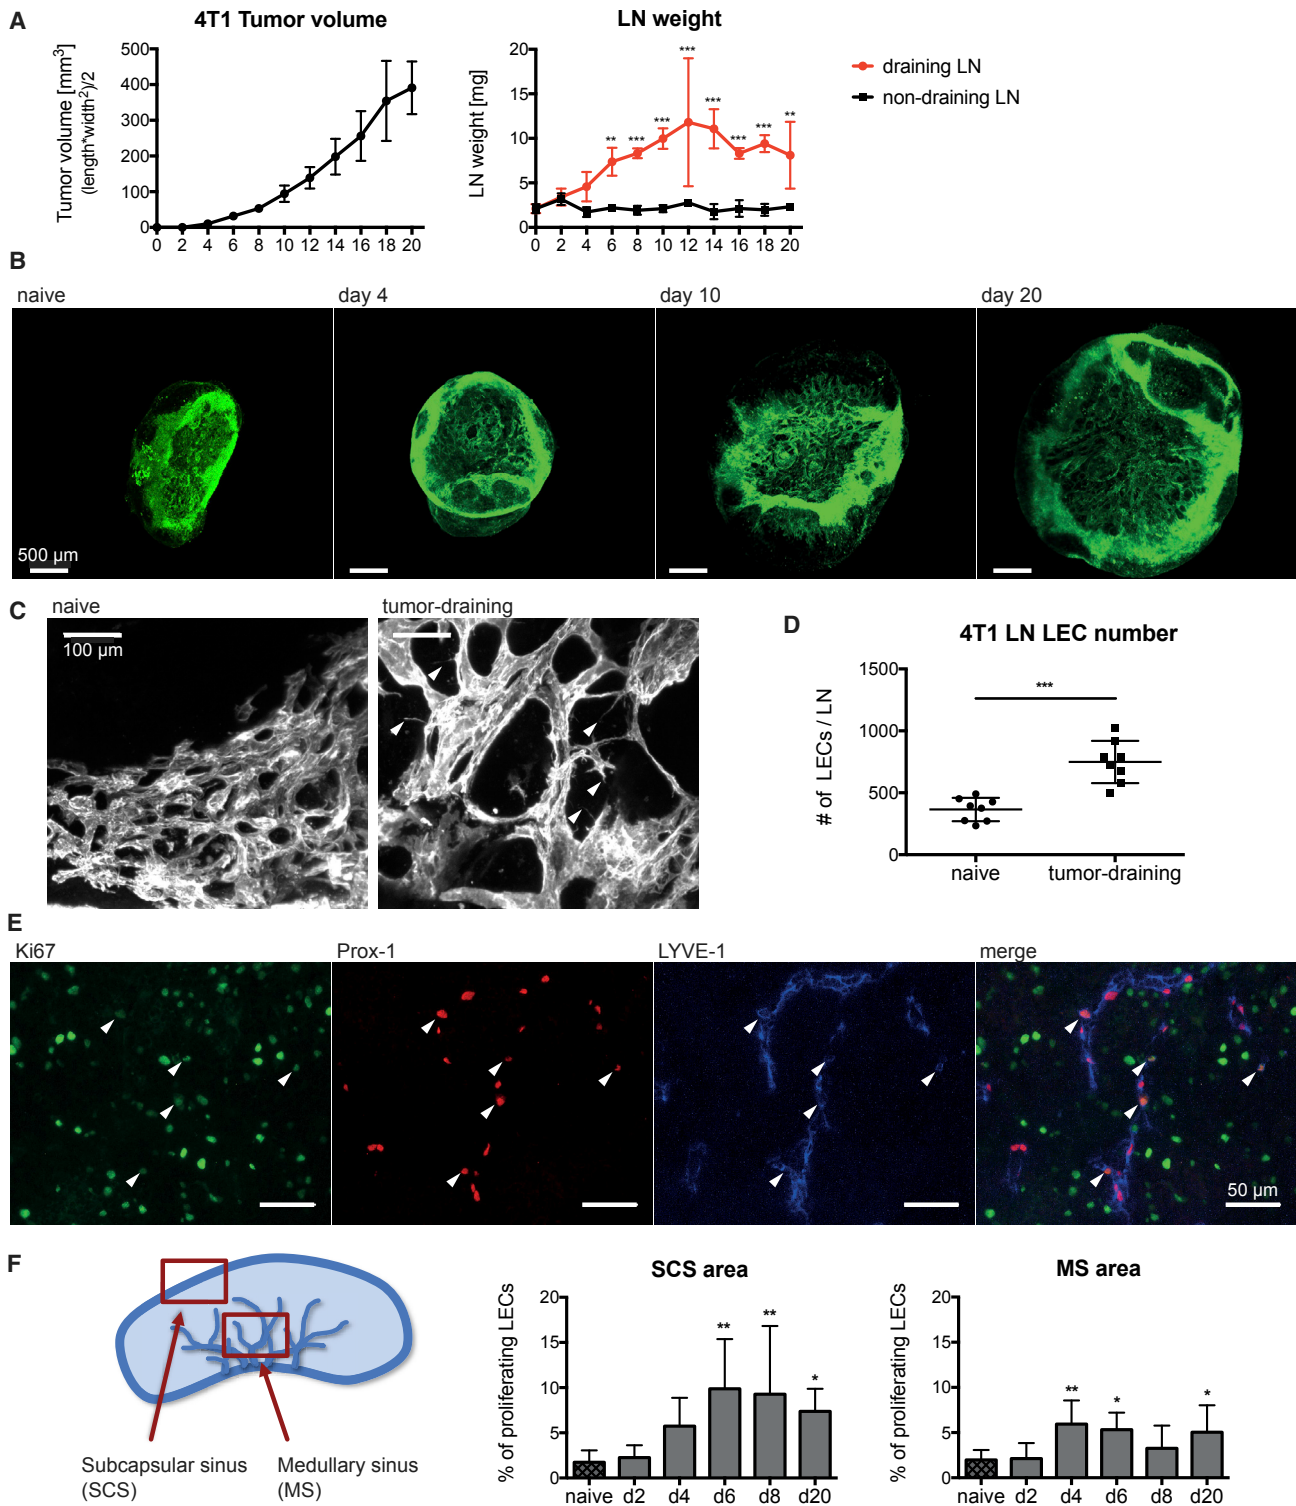 A
4T1 Tumor volume
Tumor volume [mm³]
(length*width²)/2
500
400
300
200
100
0
0 2 4 6 8 10 12 14 16 18 20
LN weight
LN weight [mg]
20
15
10
5
0
** *** *** *** *** *** *** **
0 2 4 6 8 10 12 14 16 18 20
draining LN
non-draining LN
B
naive
day 4
day 10
day 20
500 µm
C
naive
tumor-draining
100 µm
D
4T1 LN LEC number
# of LECs / LN
1500
1000
500
0
***
naive
tumor-draining
E
Ki67
Prox-1
LYVE-1
merge
50 µm
F
Subcapsular sinus
(SCS)
Medullary sinus
(MS)
SCS area
% of proliferating LECs
20
15
10
5
0
** ** *
naive d2 d4 d6 d8 d20
MS area
% of proliferating LECs
20
15
10
5
0
** * *
naive d2 d4 d6 d8 d20